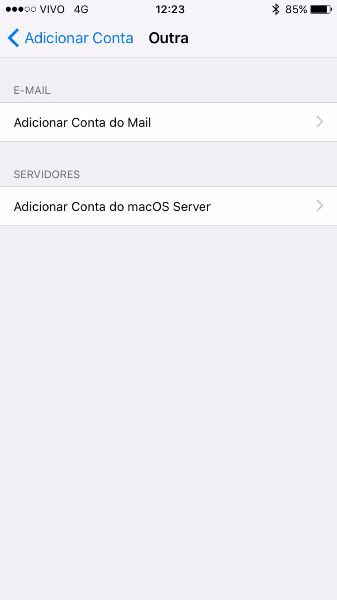 VIVO 4G 12:23 85%
Adicionar Conta Outra
E-MAIL
Adicionar Conta do Mail
SERVIDORES
Adicionar Conta do macOS Server